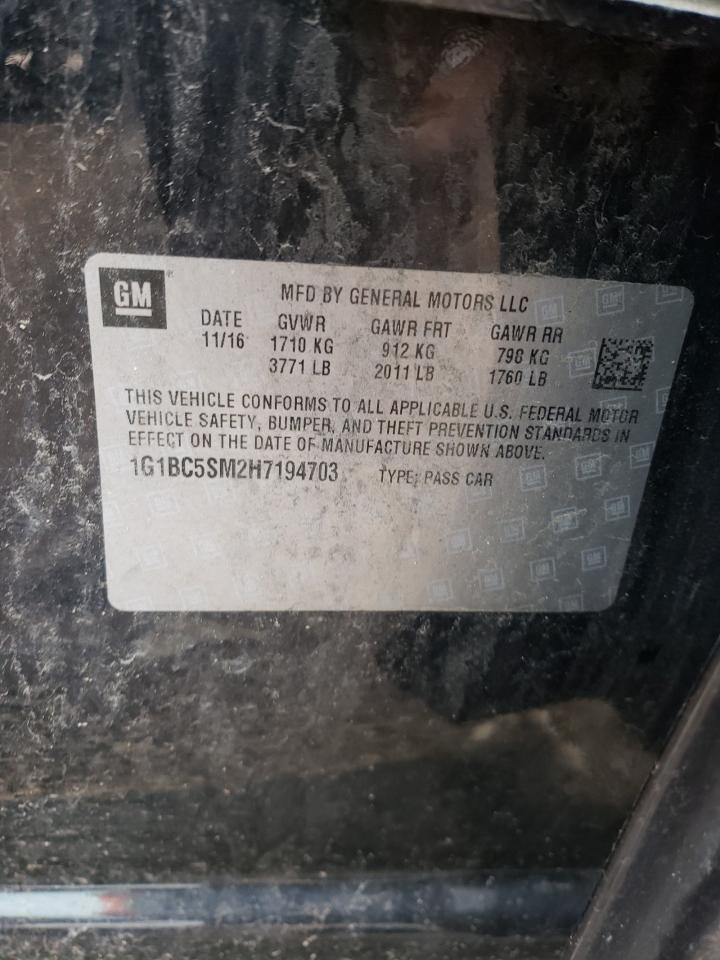 GM
MFD BY GENERAL MOTORS LLC
DATE GVWR GAWR FRT GAWR RR
11/16 1710 KG 912 KG 798 KG
3771 LB 2011 LB 1760 LB
THIS VEHICLE CONFORMS TO ALL APPLICABLE U.S. FEDERAL MOTOR
VEHICLE SAFETY, BUMPER, AND THEFT PREVENTION STANDARDS IN
EFFECT ON THE DATE OF MANUFACTURE SHOWN ABOVE.
1G1BC5SM2H7194703 TYPE: PASS CAR